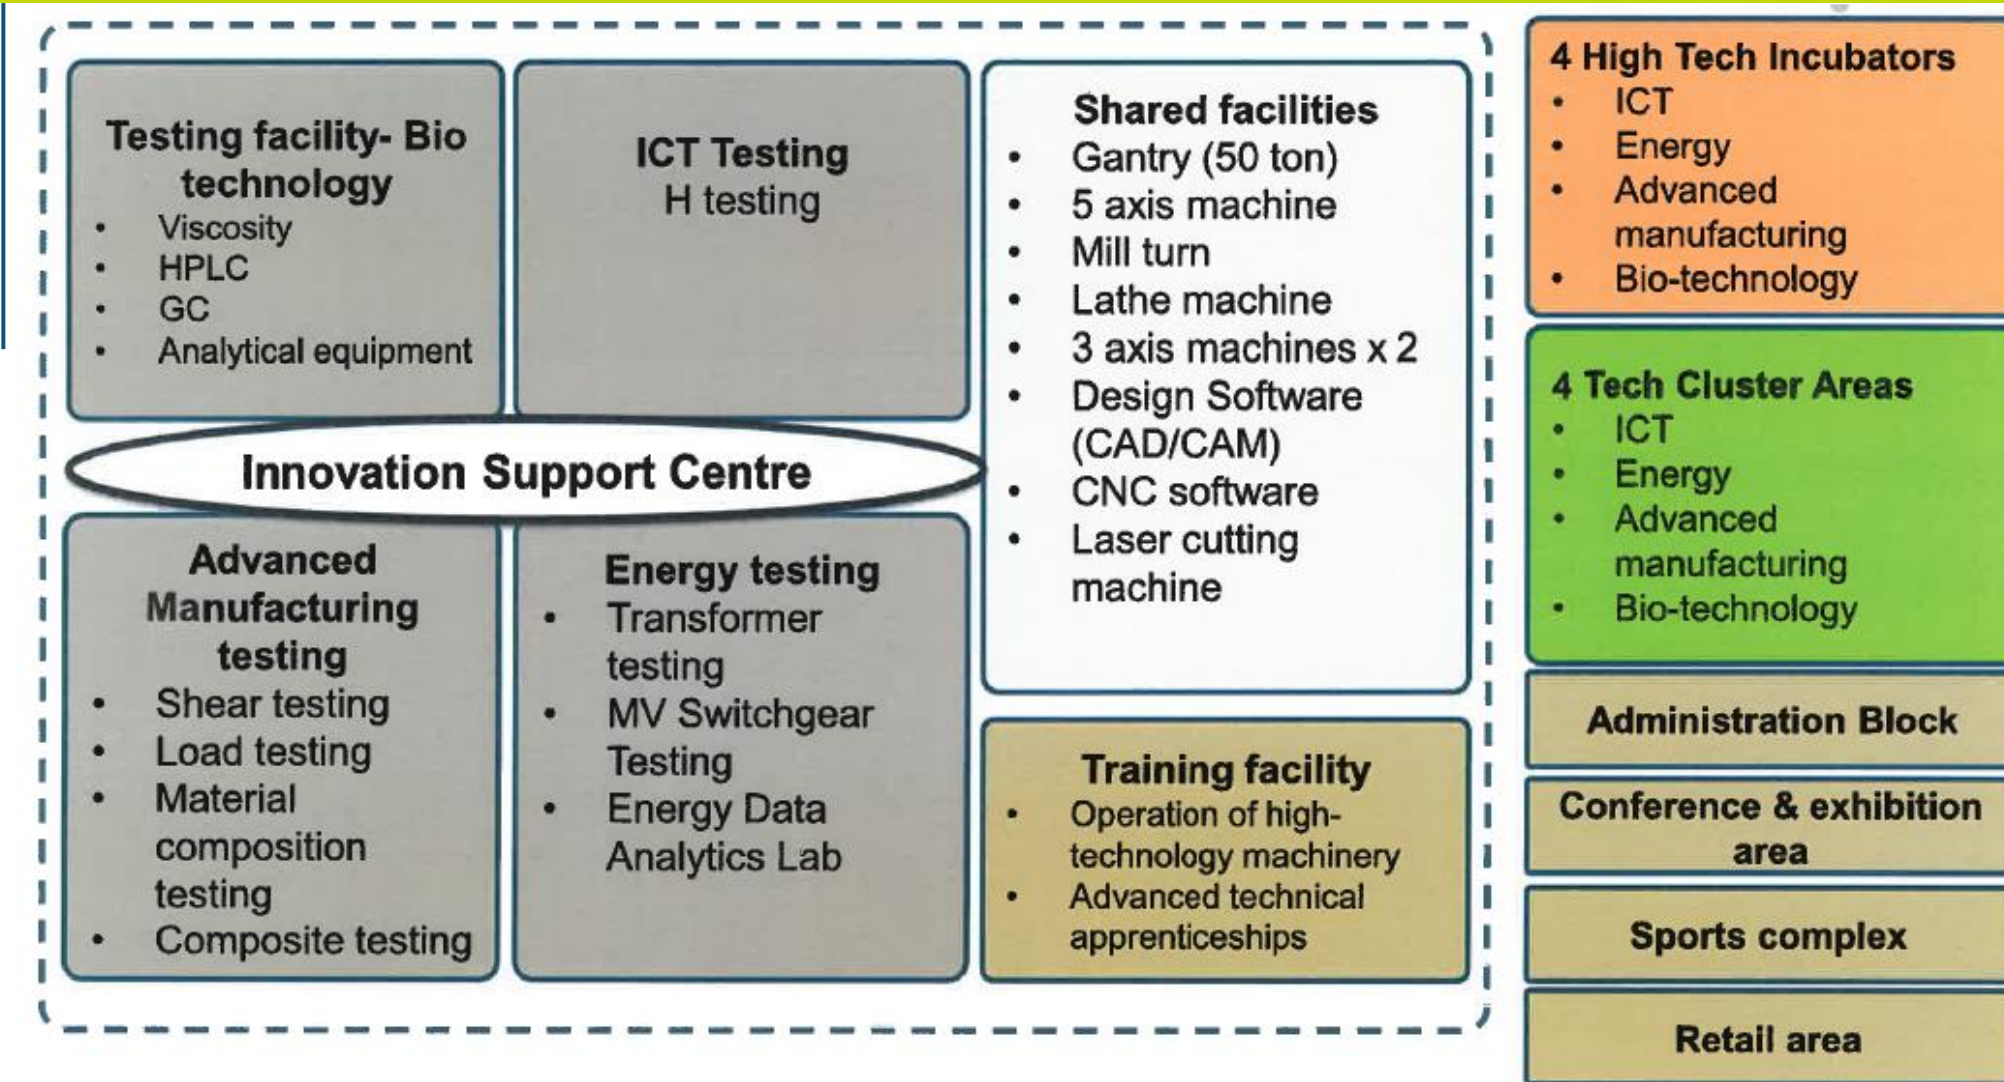 Testing facility- Bio
technology
• Viscosity
• HPLC
• GC
• Analytical equipment
ICT Testing
H testing
Shared facilities
• Gantry (50 ton)
• 5 axis machine
• Mill turn
• Lathe machine
• 3 axis machines x 2
• Design Software
(CAD/CAM)
• CNC software
• Laser cutting
machine
Innovation Support Centre
Advanced
Manufacturing
testing
• Shear testing
• Load testing
• Material
composition
testing
• Composite testing
Energy testing
• Transformer
testing
• MV Switchgear
Testing
• Energy Data
Analytics Lab
Training facility
• Operation of high-
technology machinery
• Advanced technical
apprenticeships
4 High Tech Incubators
• ICT
• Energy
• Advanced
manufacturing
• Bio-technology
4 Tech Cluster Areas
• ICT
• Energy
• Advanced
manufacturing
• Bio-technology
Administration Block
Conference & exhibition
area
Sports complex
Retail area